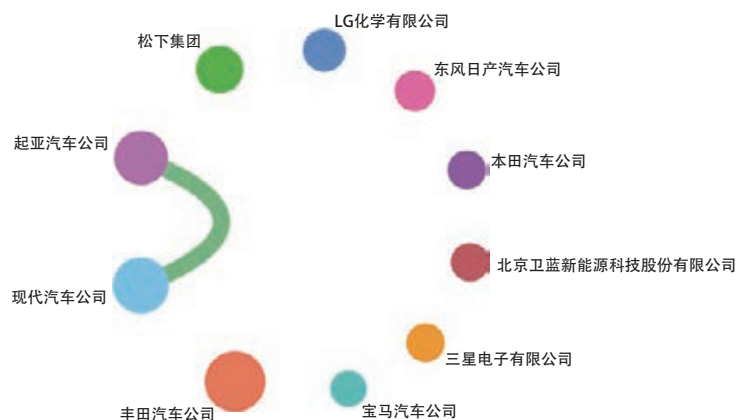 LG化学有限公司
松下集团
东风日产汽车公司
起亚汽车公司
本田汽车公司
北京卫蓝新能源科技股份有限公司
现代汽车公司
三星电子有限公司
宝马汽车公司
丰田汽车公司